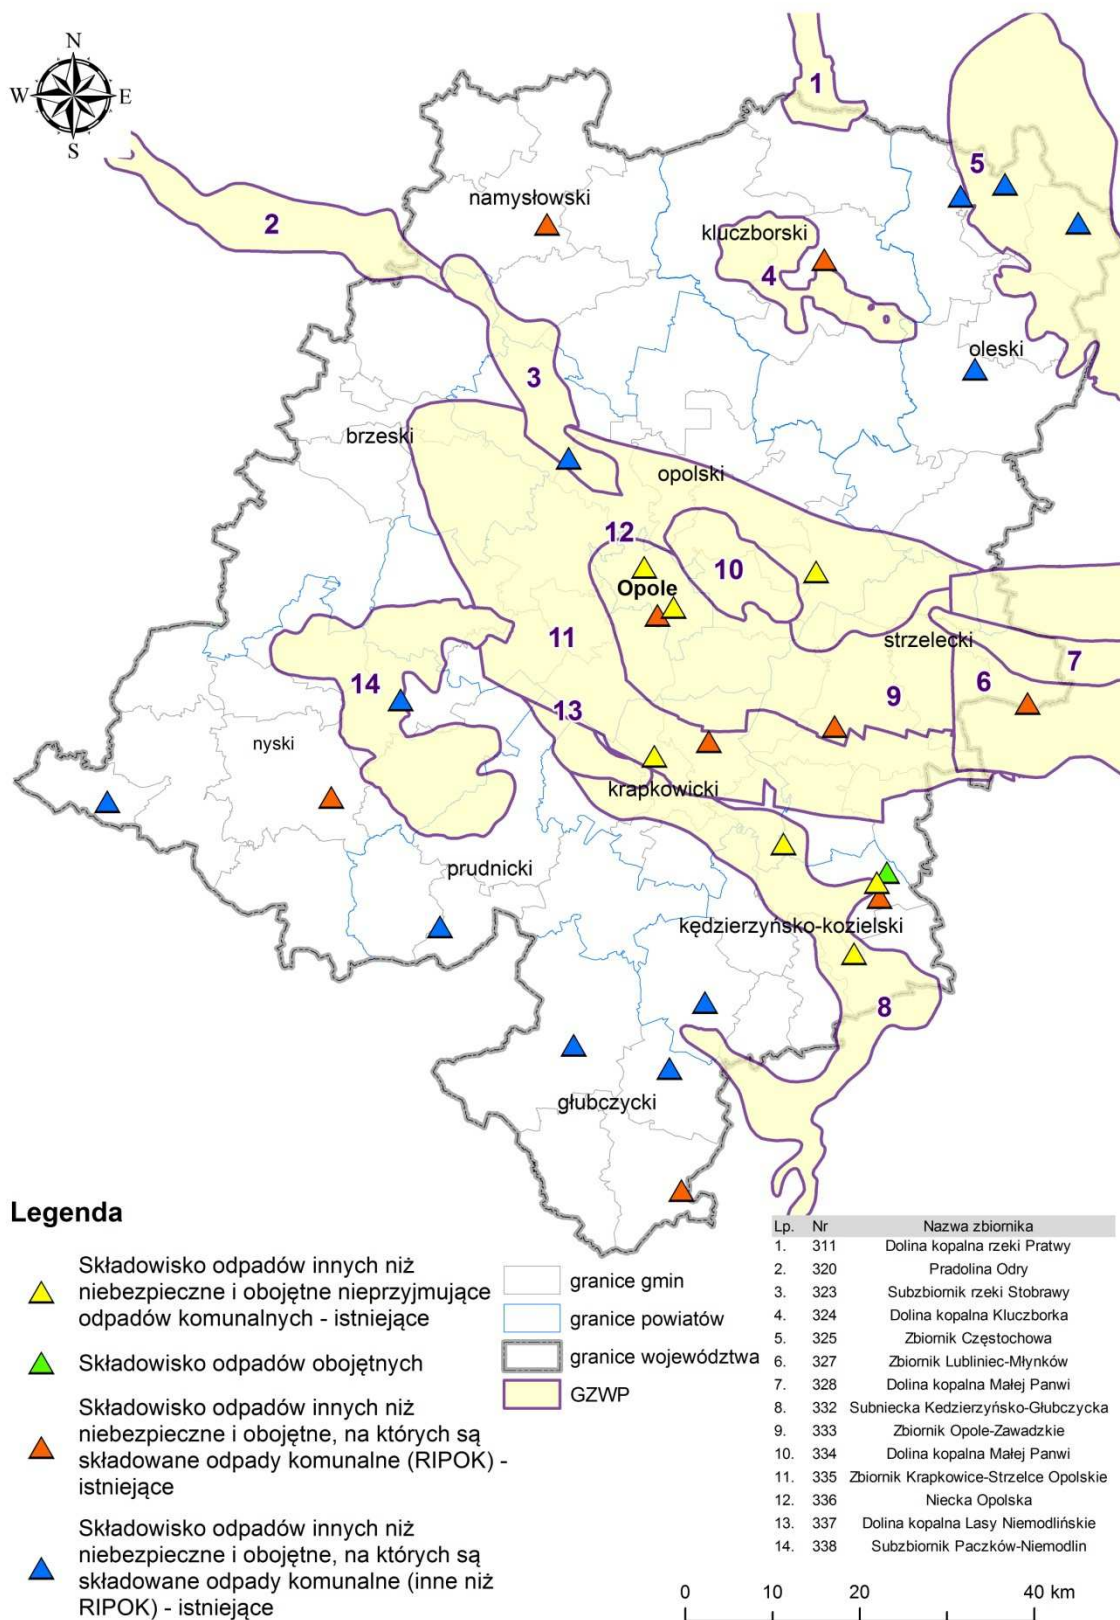 N
W E
S
1
5
namysłowski
2
kluczborski
4
3
oleski
brzeski
opolski
12
10
Opole
11
strzelecki
7
6
14
9
13
nyski
krapkowicki
prudnicki
kędzierzyńsko-kozielski
8
głubczycki
Legenda
Składowisko odpadów innych niż
niebezpieczne i obojętne nieprzyjmujące
odpadów komunalnych - istniejące
Składowisko odpadów obojętnych
Składowisko odpadów innych niż
niebezpieczne i obojętne, na których są
składowane odpady komunalne (RIPOK) -
istniejące
Składowisko odpadów innych niż
niebezpieczne i obojętne, na których są
składowane odpady komunalne (inne niż
RIPOK) - istniejące
granice gmin
granice powiatów
granice województwa
GZWP
Lp. Nr Nazwa zbiornika
1. 311 Dolina kopalna rzeki Pratwy
2. 320 Pradolina Odry
3. 323 Subzbiornik rzeki Stobrawy
4. 324 Dolina kopalna Kluczborka
5. 325 Zbiornik Częstochowa
6. 327 Zbiornik Lubliniec-Młynków
7. 328 Dolina kopalna Małej Panwi
8. 332 Subniecka Kedzierzyńsko-Głubczycka
9. 333 Zbiornik Opole-Zawadzkie
10. 334 Dolina kopalna Małej Panwi
11. 335 Zbiornik Krapkowice-Strzelce Opolskie
12. 336 Niecka Opolska
13. 337 Dolina kopalna Lasy Niemodlińskie
14. 338 Subzbiornik Paczków-Niemodlin
0 10 20 40 km